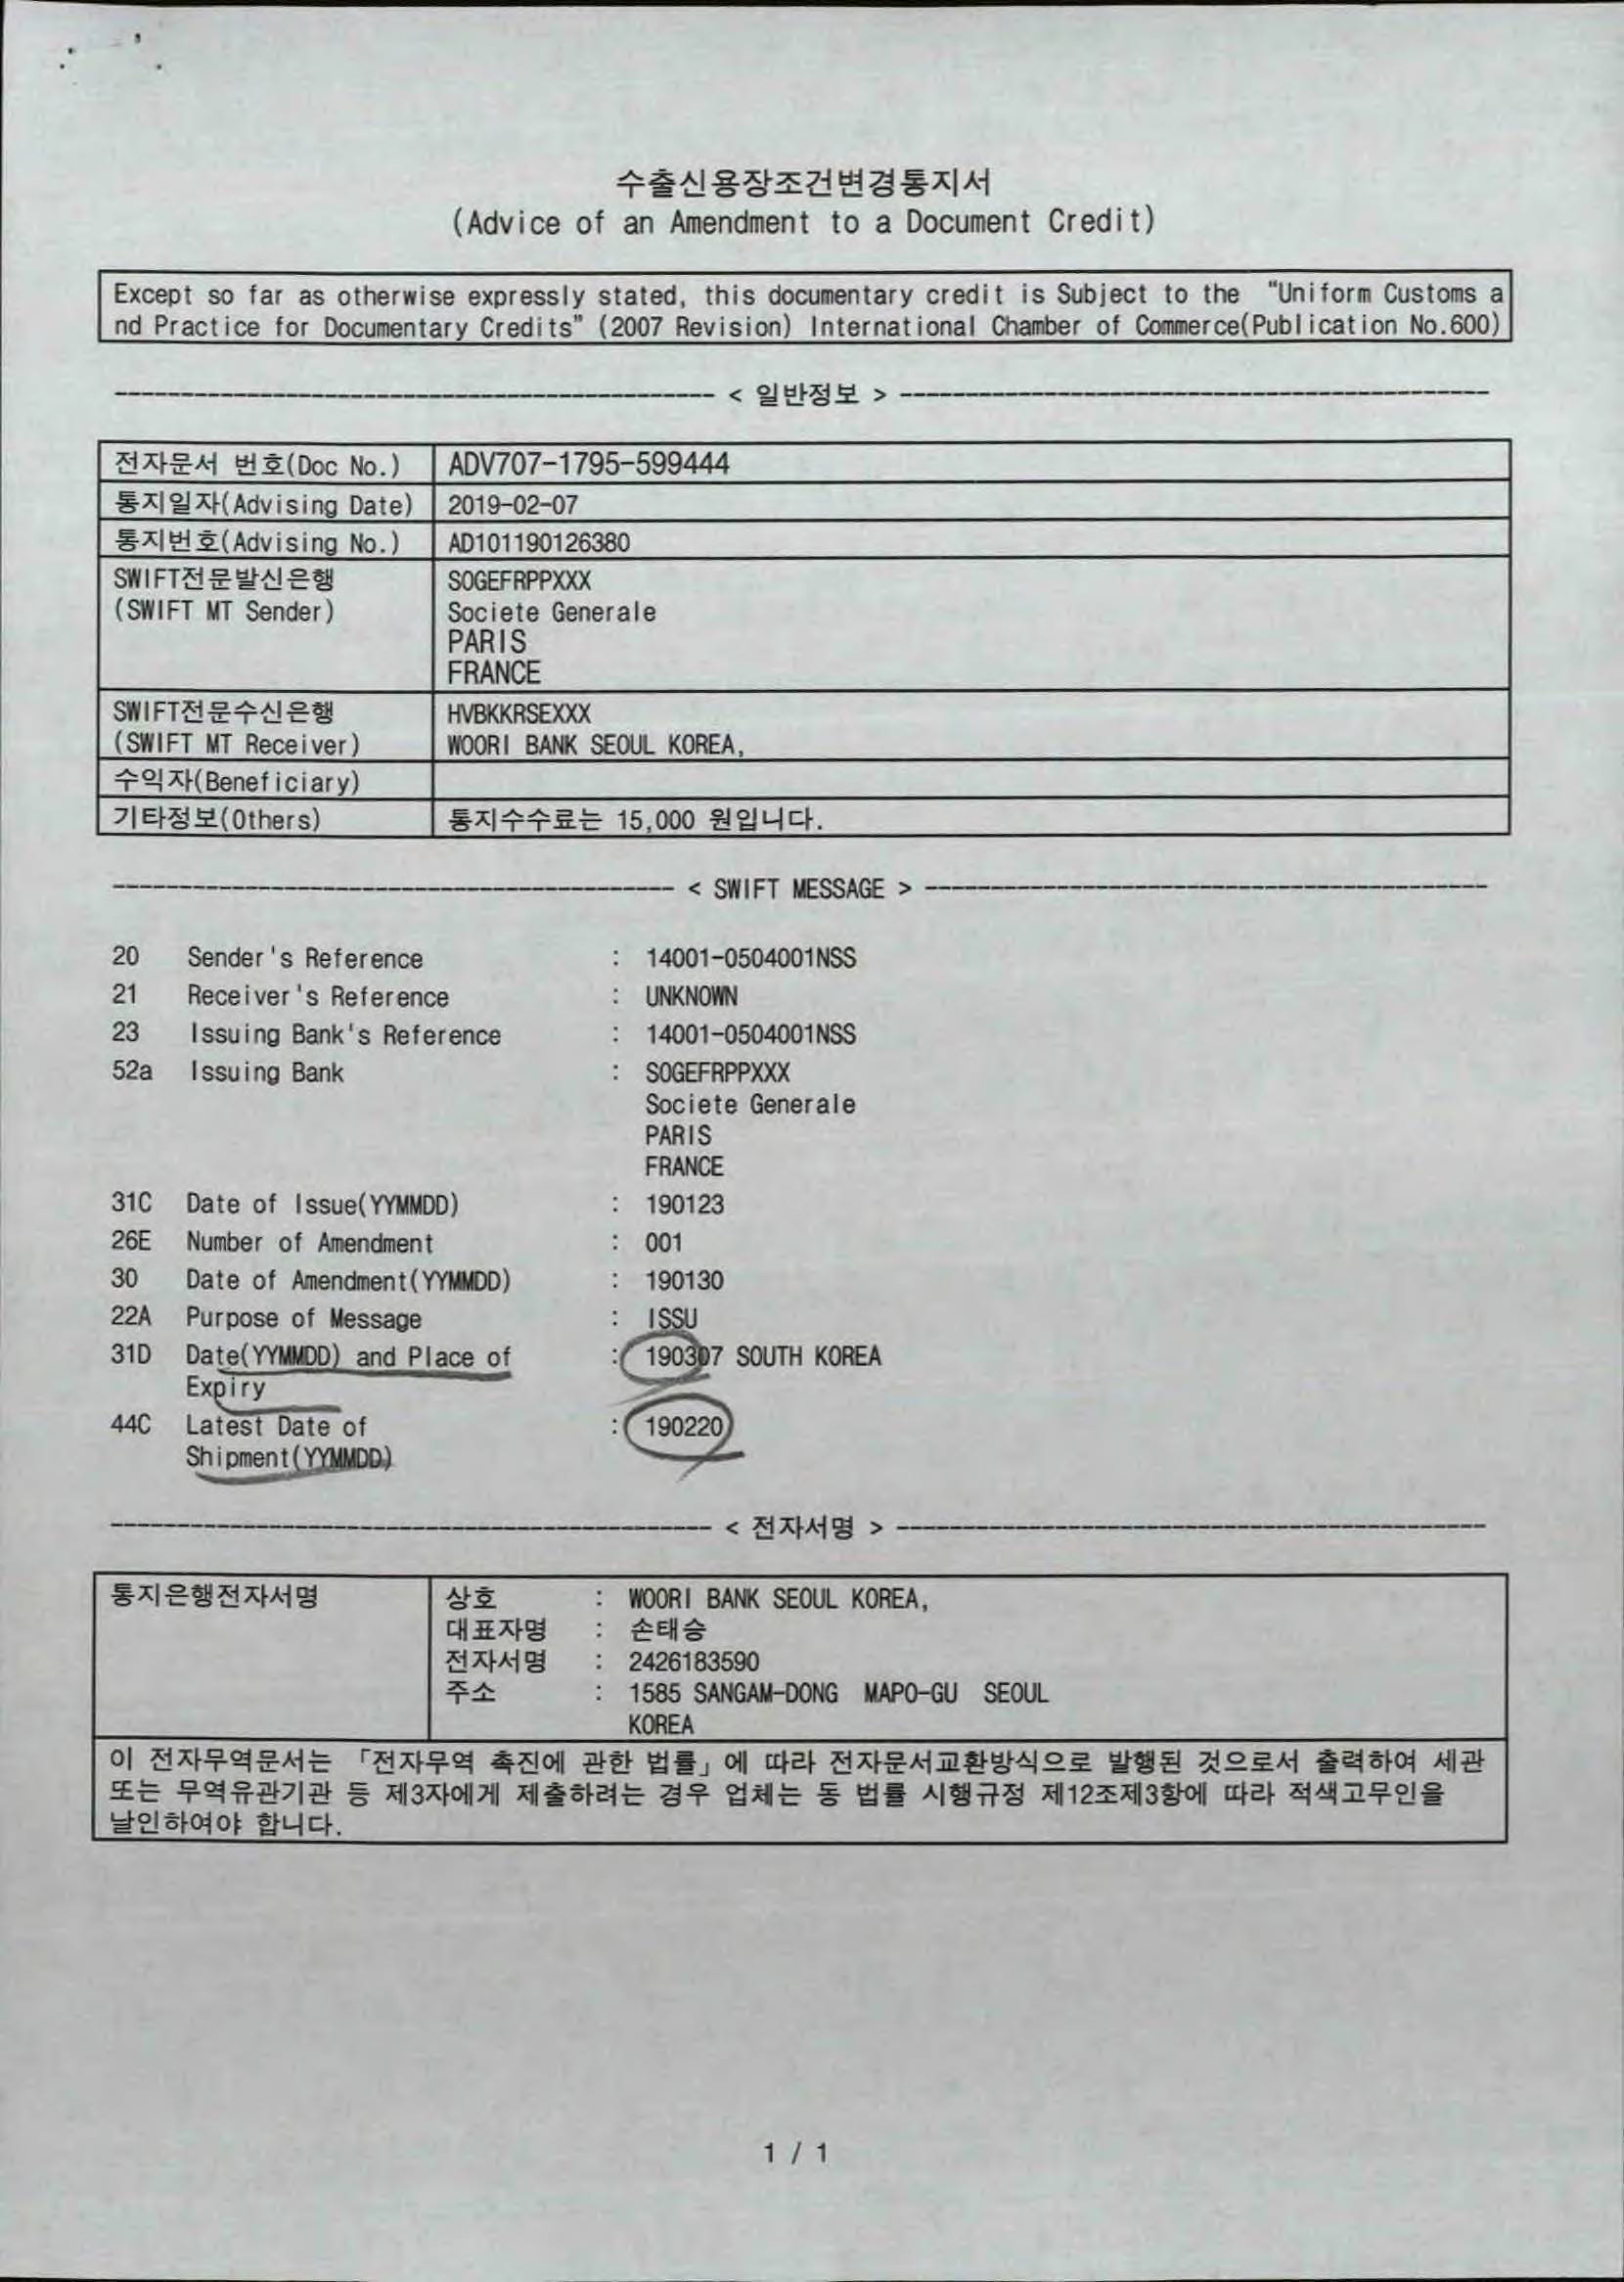 수출신용장조건변경통지서
(Advice of an Amendment to a Document Credit)
Except so far as otherwise expressly stated, this documentary credit is Subject to the "Uniform Customs a
nd Practice for Documentary Credits" (2007 Revision) International Chamber of Commerce(Publication No.600)
< 일반정보 >
전자문서 번호(Doc No.) ADV707-1795-599444
통지일자(Advising Date) 2019-02-07
통지번호(Advising No.) AD101190126380
SWIFT전문발신은행 SOGEFRPPXXX
(SWIFT MT Sender) Societe Generale
PARIS
FRANCE
SWIFT전문수신은행 HVBKKRSEXXX
(SWIFT MT Receiver) WOORI BANK SEOUL KOREA,
수익자(Beneficiary)
기타정보(Others) 통지수수료는 15,000 원입니다.
< SWIFT MESSAGE >
20 Sender's Reference : 14001-0504001NSS
21 Receiver's Reference : UNKNOWN
23 Issuing Bank's Reference : 14001-0504001NSS
52a Issuing Bank : SOGEFRPPXXX
Societe Generale
PARIS
FRANCE
31C Date of Issue(YYMMDD) : 190123
26E Number of Amendment : 001
30 Date of Amendment(YYMMDD) : 190130
22A Purpose of Message : ISSU
31D Date(YYMMDD) and Place of : 190307 SOUTH KOREA
Expiry
44C Latest Date of : 190220
Shipment(YYMMDD)
< 전자서명 >
통지은행전자서명 상호 : WOORI BANK SEOUL KOREA,
대표자명 : 손태승
전자서명 : 2426183590
주소 : 1585 SANGAM-DONG MAPO-GU SEOUL
KOREA
이 전자무역문서는 「전자무역 촉진에 관한 법률」에 따라 전자문서교환방식으로 발행된 것으로서 출력하여 세관
또는 무역유관기관 등 제3자에게 제출하려는 경우 업체는 동 법률 시행규정 제12조제3항에 따라 적색고무인을
날인하여야 합니다.
1 / 1